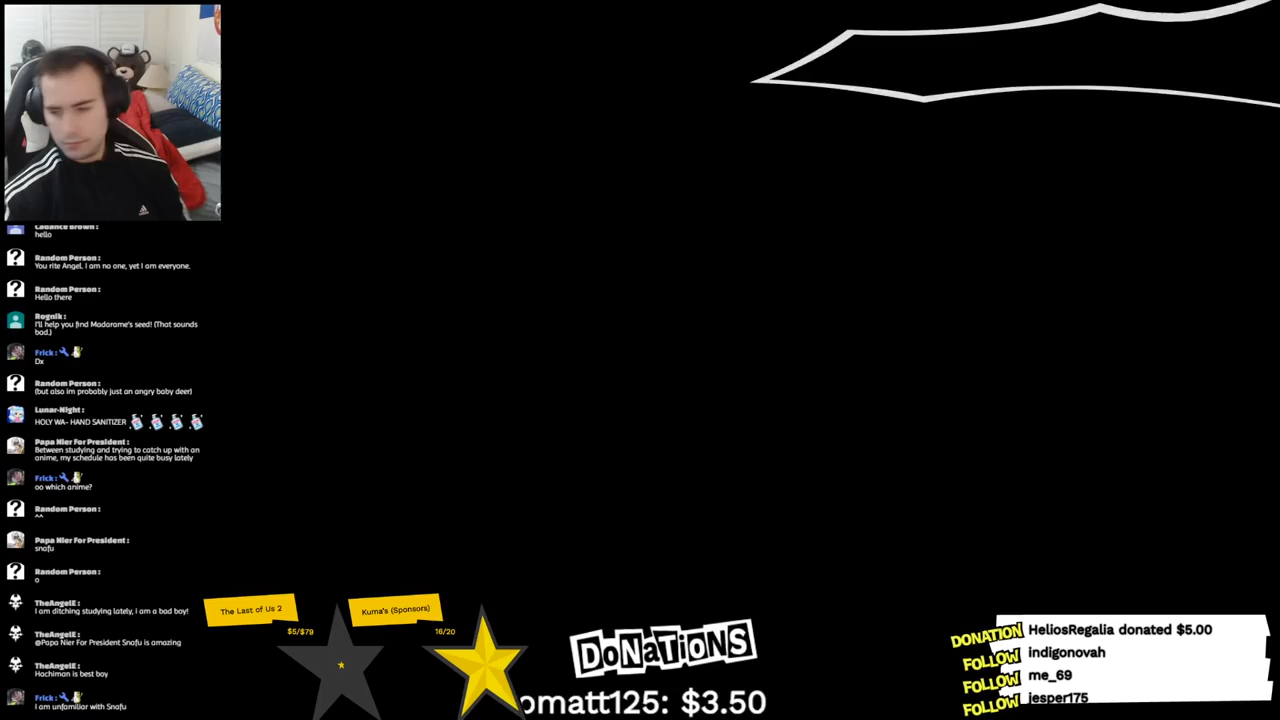 Cadance Brown :
hello
Random Person :
You rite Angel. I am no one, yet I am everyone.
Random Person :
Hello there
Rognik :
I'll help you find Madarame's seed! (That sounds
bad.)
Frick :
Dx
Random Person :
(but also im probably just an angry baby deer)
Lunar-Night :
HOLY WA- HAND SANITIZER
Papa Nier For President :
Between studying and trying to catch up with an
anime, my schedule has been quite busy lately
Frick :
oo which anime?
Random Person :
^^
Papa Nier For President :
snafu
Random Person :
o
TheAngelE :
I am ditching studying lately, i am a bad boy!
TheAngelE :
@Papa Nier For President Snafu is amazing
TheAngelE :
Hachiman is best boy
Frick :
I am unfamiliar with Snafu
The Last of Us 2
$5/$79
Kuma's (Sponsors)
16/20
DoNaTiONS
omatt125: $3.50
DONATION HeliosRegalia donated $5.00
FOLLOW indigonovah
FOLLOW me_69
FOLLOW jesper175